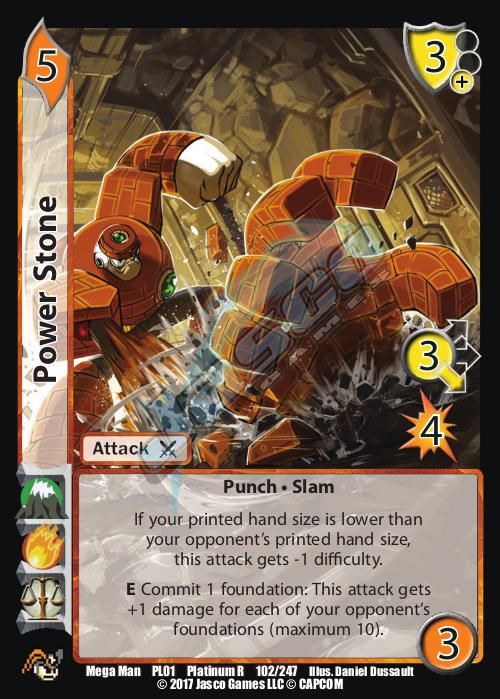 5
3
+
Power Stone
3
4
Attack
Punch • Slam
If your printed hand size is lower than
your opponent's printed hand size,
this attack gets -1 difficulty.
E Commit 1 foundation: This attack gets
+1 damage for each of your opponent's
foundations (maximum 10).
3
Mega Man PL01 Platinum R 102/247 Illus. Daniel Dussault
© 2017 Jasco Games LLC © CAPCOM